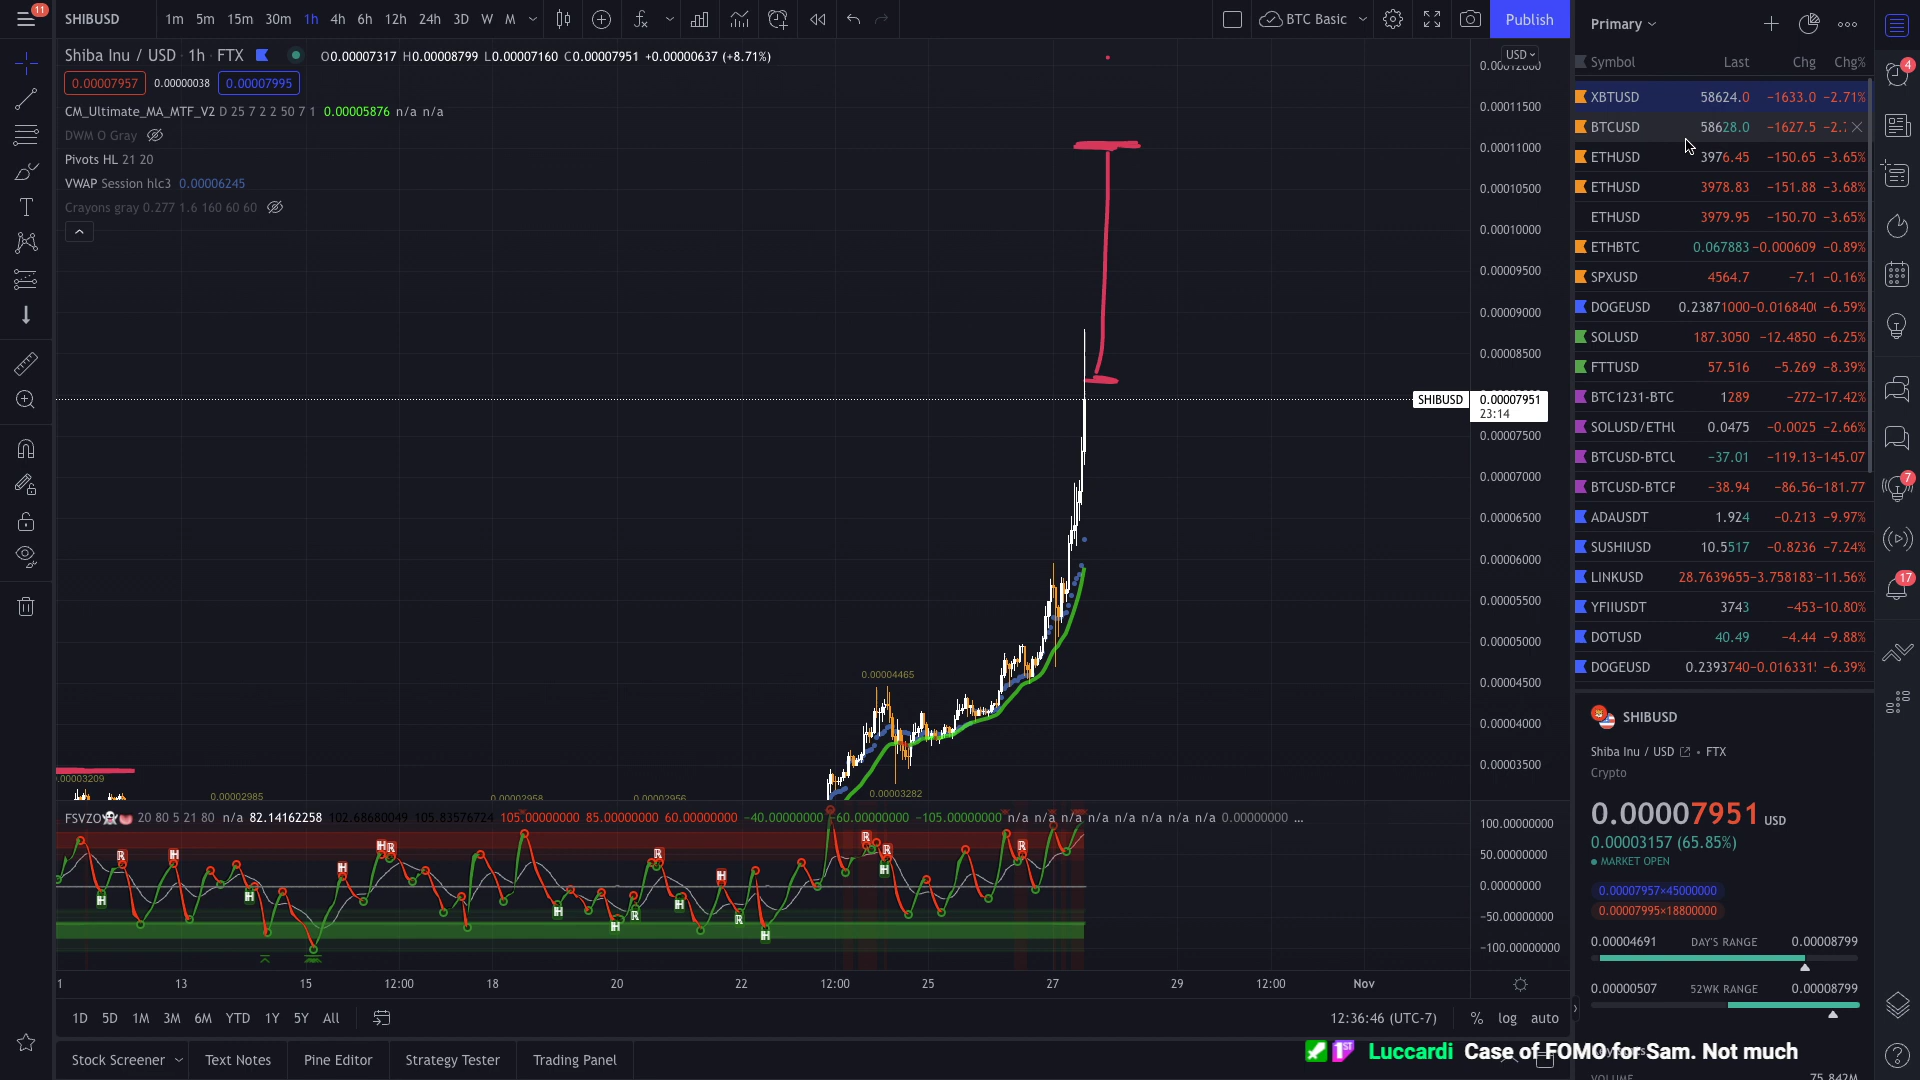 11
SHIBUSD 1m 5m 15m 30m 1h 4h 6h 12h 24h 3D W M BTC Basic Publish
Shiba Inu / USD · 1h · FTX O0.00007317 H0.00008799 L0.00007160 C0.00007951 +0.00000637 (+8.71%)
0.00007957 0.00000038 0.00007995
CM_Ultimate_MA_MTF_V2 D 25 7 2 2 50 7 1 0.00005876 n/a n/a
DWM O Gray
Pivots HL 21 20
VWAP Session hlc3 0.00006245
Crayons gray 0.277 1.6 160 60 60
USD
0.00011500
0.00011000
0.00010500
0.00010000
0.00009500
0.00009000
0.00008500
SHIBUSD 0.00007951
23:14
0.00007500
0.00007000
0.00006500
0.00006000
0.00005500
0.00005000
0.00004500
0.00004000
0.00003500
0.00004465
0.00003282
0.00002985
0.00002958
0.00002956
FSVZO 20 80 5 21 80 n/a 82.14162258 102.68680049 105.83576724 105.00000000 85.00000000 60.00000000 −40.00000000 −60.00000000 −105.00000000 n/a n/a n/a n/a n/a n/a n/a n/a 0.00000000 ...
100.00000000
50.00000000
0.00000000
−50.00000000
−100.00000000
R H H H H R H R H R R H H R H R H R H R
1 13 15 12:00 18 20 22 12:00 25 27 29 12:00 Nov
1D 5D 1M 3M 6M YTD 1Y 5Y All 12:36:46 (UTC-7) % log auto
Stock Screener Text Notes Pine Editor Strategy Tester Trading Panel
Luccardi Case of FOMO for Sam. Not much
Primary
Symbol Last Chg Chg%
XBTUSD 58624.0 −1633.0 −2.71%
BTCUSD 58628.0 −1627.5 −2.
ETHUSD 3976.45 −150.65 −3.65%
ETHUSD 3978.83 −151.88 −3.68%
ETHUSD 3979.95 −150.70 −3.65%
ETHBTC 0.067883 −0.000609 −0.89%
SPXUSD 4564.7 −7.1 −0.16%
DOGEUSD 0.23871000 −0.016840 −6.59%
SOLUSD 187.3050 −12.4850 −6.25%
FTTUSD 57.516 −5.269 −8.39%
BTC1231-BTC 1289 −272 −17.42%
SOLUSD/ETHU 0.0475 −0.0025 −2.66%
BTCUSD-BTCU −37.01 −119.13 −145.07
BTCUSD-BTCP −38.94 −86.56 −181.77
ADAUSDT 1.924 −0.213 −9.97%
SUSHIUSD 10.5517 −0.8236 −7.24%
LINKUSD 28.7639655 −3.758183 −11.56%
YFIIUSDT 3743 −453 −10.80%
DOTUSD 40.49 −4.44 −9.88%
DOGEUSD 0.2393740 −0.016331 −6.39%
SHIBUSD
Shiba Inu / USD • FTX
Crypto
0.00007951 USD
0.00003157 (65.85%)
MARKET OPEN
0.00007957×45000000
0.00007995×18800000
0.00004691 DAY'S RANGE 0.00008799
0.00000507 52WK RANGE 0.00008799
VOLUME 75.842M
4
7
17